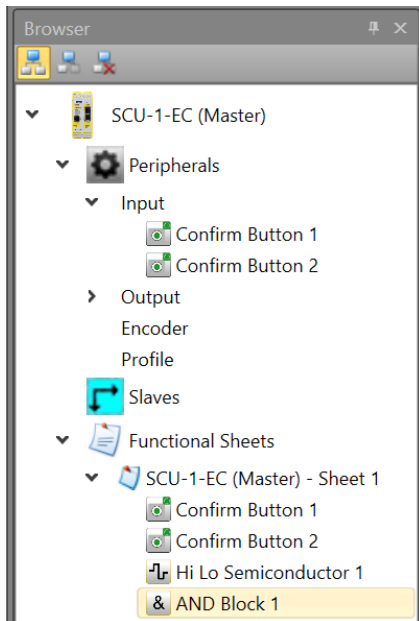 Browser
SCU-1-EC (Master)
Peripherals
Input
Confirm Button 1
Confirm Button 2
Output
Encoder
Profile
Slaves
Functional Sheets
SCU-1-EC (Master) - Sheet 1
Confirm Button 1
Confirm Button 2
Hi Lo Semiconductor 1
& AND Block 1